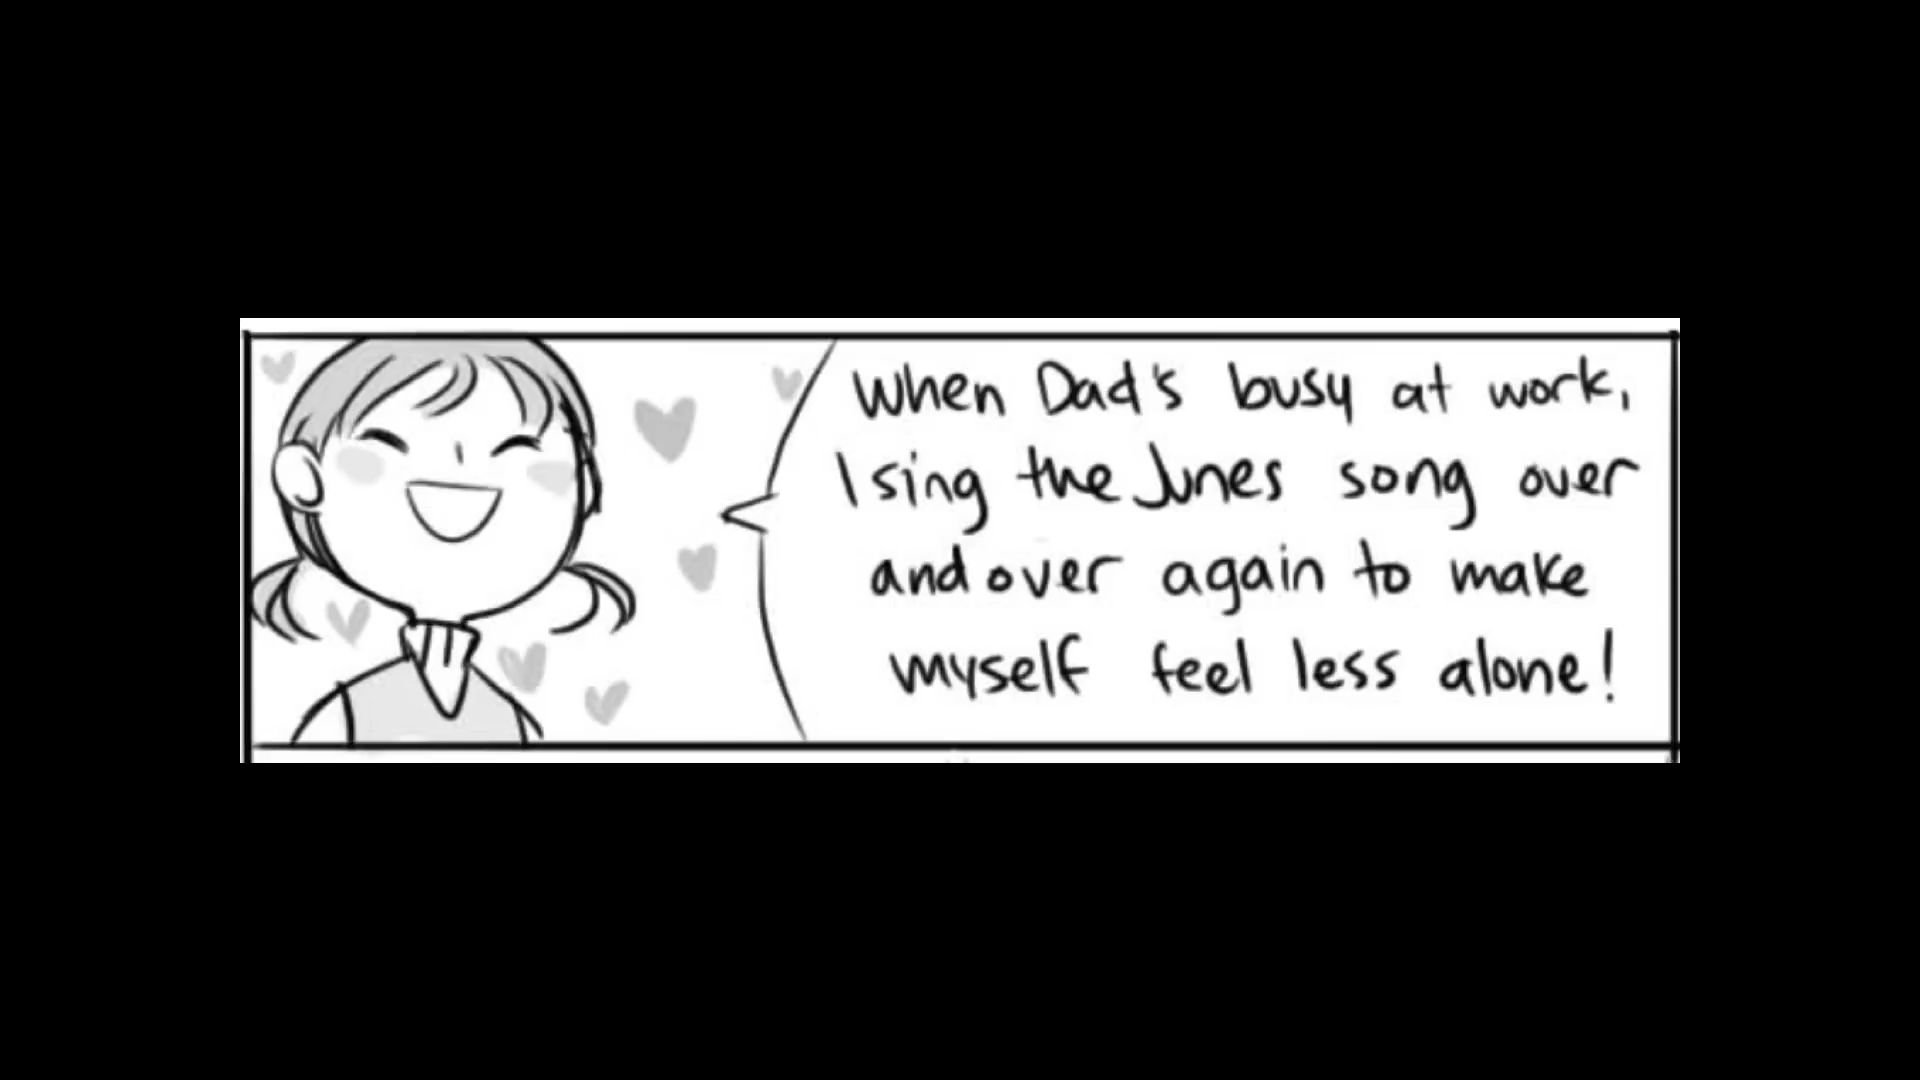 When Dad's busy at work,
I sing the Junes song over
and over again to make
myself feel less alone!